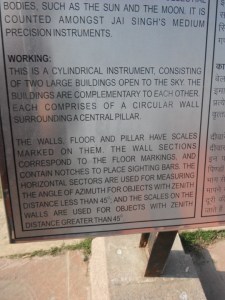 BODIES, SUCH AS THE SUN AND THE MOON. IT IS
COUNTED AMONGST JAI SINGH'S MEDIUM
PRECISION INSTRUMENTS.
WORKING:
THIS IS A CYLINDRICAL INSTRUMENT, CONSISTING
OF TWO LARGE BUILDINGS OPEN TO THE SKY. THE
BUILDINGS ARE COMPLEMENTARY TO EACH OTHER.
EACH COMPRISES OF A CIRCULAR WALL
SURROUNDING A CENTRAL PILLAR.
THE WALLS, FLOOR AND PILLAR HAVE SCALES
MARKED ON THEM. THE WALL SECTIONS
CORRESPOND TO THE FLOOR MARKINGS, AND
CONTAIN NOTCHES TO PLACE SIGHTING BARS. THE
HORIZONTAL SECTORS ARE USED FOR MEASURING
THE ANGLE OF AZIMUTH FOR OBJECTS WITH ZENITH
DISTANCE LESS THAN 45°; AND THE SCALES ON THE
WALLS ARE USED FOR OBJECTS WITH ZENITH
DISTANCE GREATER THAN 45°